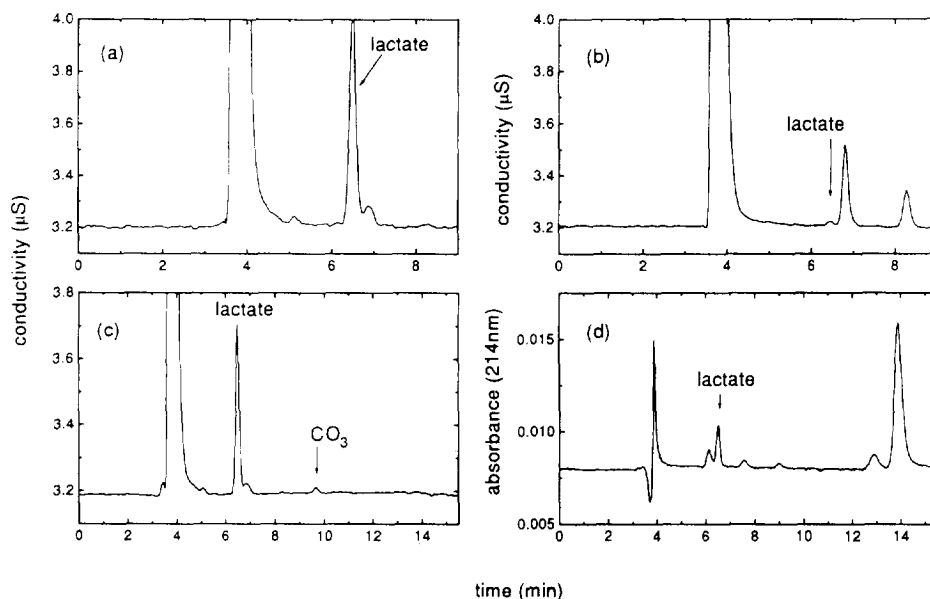 (a)
lactate
4.0
3.8
3.6
3.4
3.2
0 2 4 6 8
(b)
lactate
conductivity (μS)
4.0
3.8
3.6
3.4
3.2
0 2 4 6 8
conductivity (μS)
(c)
lactate
CO3
3.8
3.6
3.4
3.2
0 2 4 6 8 10 12 14
(d)
lactate
absorbance (214nm)
0.015
0.010
0.005
0 2 4 6 8 10 12 14
time (min)